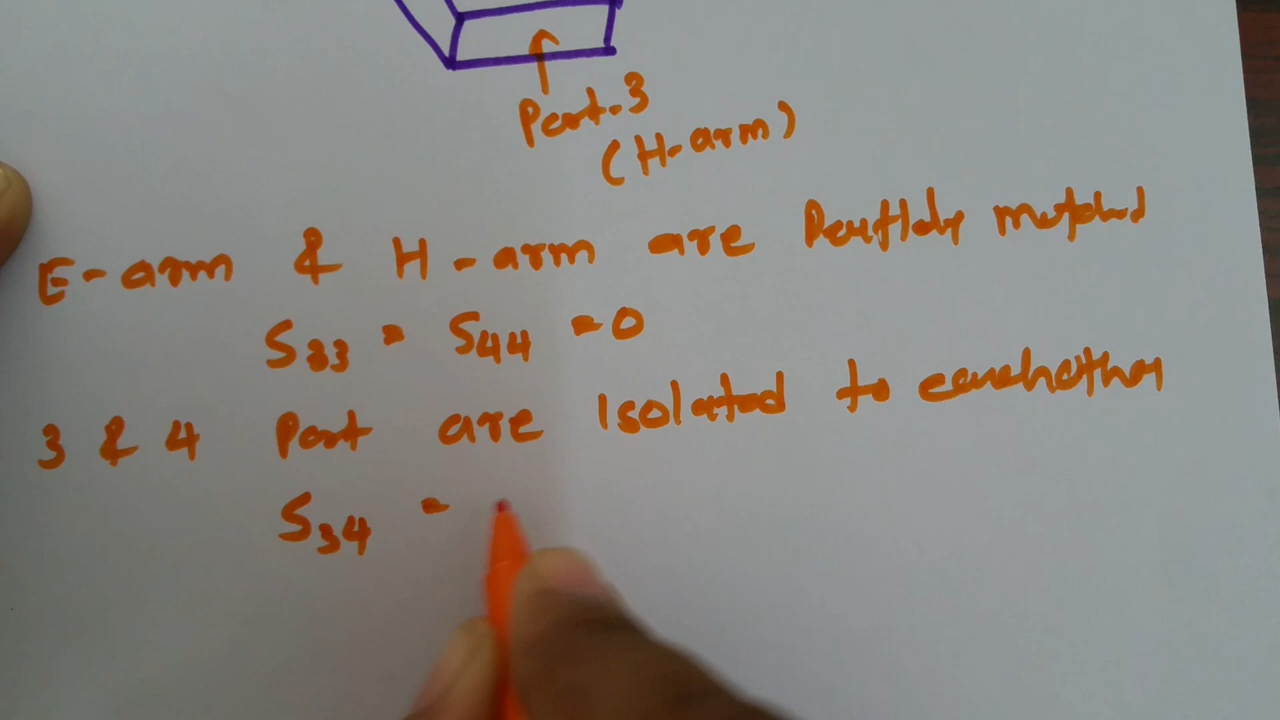 Port-3
(H-arm)
E-arm & H-arm are Perfectly matched
S33 = S44 = 0
3 & 4 Port are Isolated to eachother
S34 =